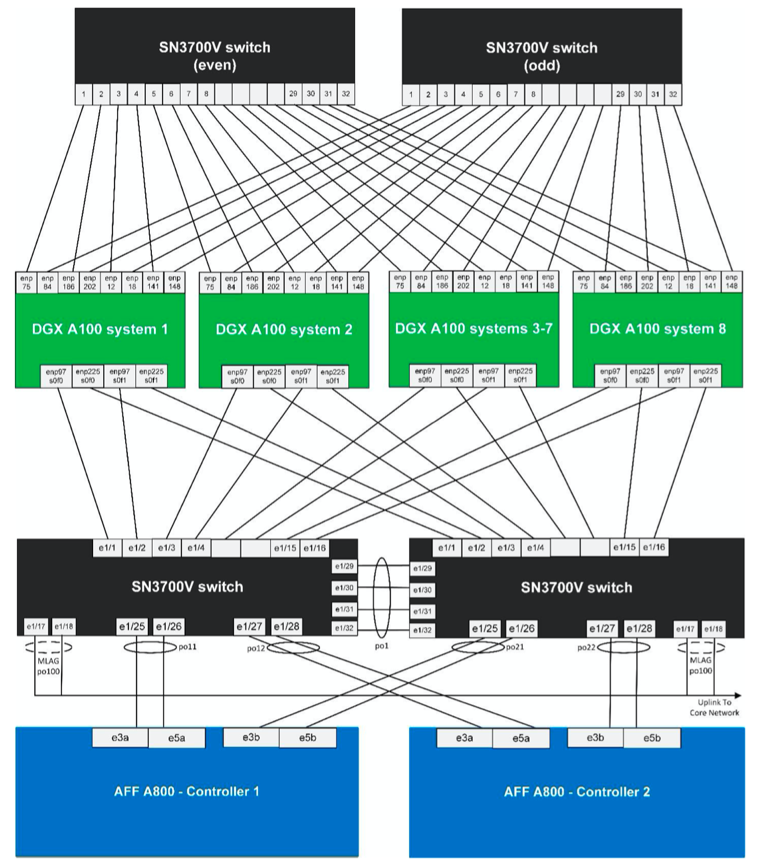 SN3700V switch
(even)
SN3700V switch
(odd)
1 2 3 4 5 6 7 8 29 30 31 32
1 2 3 4 5 6 7 8 29 30 31 32
enp enp enp enp enp enp enp enp
75 84 186 202 12 18 141 148
enp enp enp enp enp enp enp enp
75 84 186 202 12 18 141 148
enp enp enp enp enp enp enp enp
75 84 186 202 12 18 141 148
enp enp enp enp enp enp enp enp
75 84 186 202 12 18 141 148
DGX A100 system 1
DGX A100 system 2
DGX A100 systems 3-7
DGX A100 system 8
enp97 enp225 enp97 enp225
s0f0 s0f0 s0f1 s0f1
enp97 enp225 enp97 enp225
s0f0 s0f0 s0f1 s0f1
enp97 enp225 enp97 enp225
s0f0 s0f0 s0f1 s0f1
enp97 enp225 enp97 enp225
s0f0 s0f0 s0f1 s0f1
e1/1 e1/2 e1/3 e1/4 e1/15 e1/16
e1/1 e1/2 e1/3 e1/4 e1/15 e1/16
SN3700V switch
e1/29
e1/30
e1/31
e1/32
po1
e1/29
e1/30
e1/31
e1/32
SN3700V switch
e1/17 e1/18 e1/25 e1/26 e1/27 e1/28
e1/25 e1/26 e1/27 e1/28 e1/17 e1/18
MLAG
po100
po11
po12
po21
po22
MLAG
po100
Uplink To
Core Network
e3a e5a e3b e5b
e3a e5a e3b e5b
AFF A800 - Controller 1
AFF A800 - Controller 2